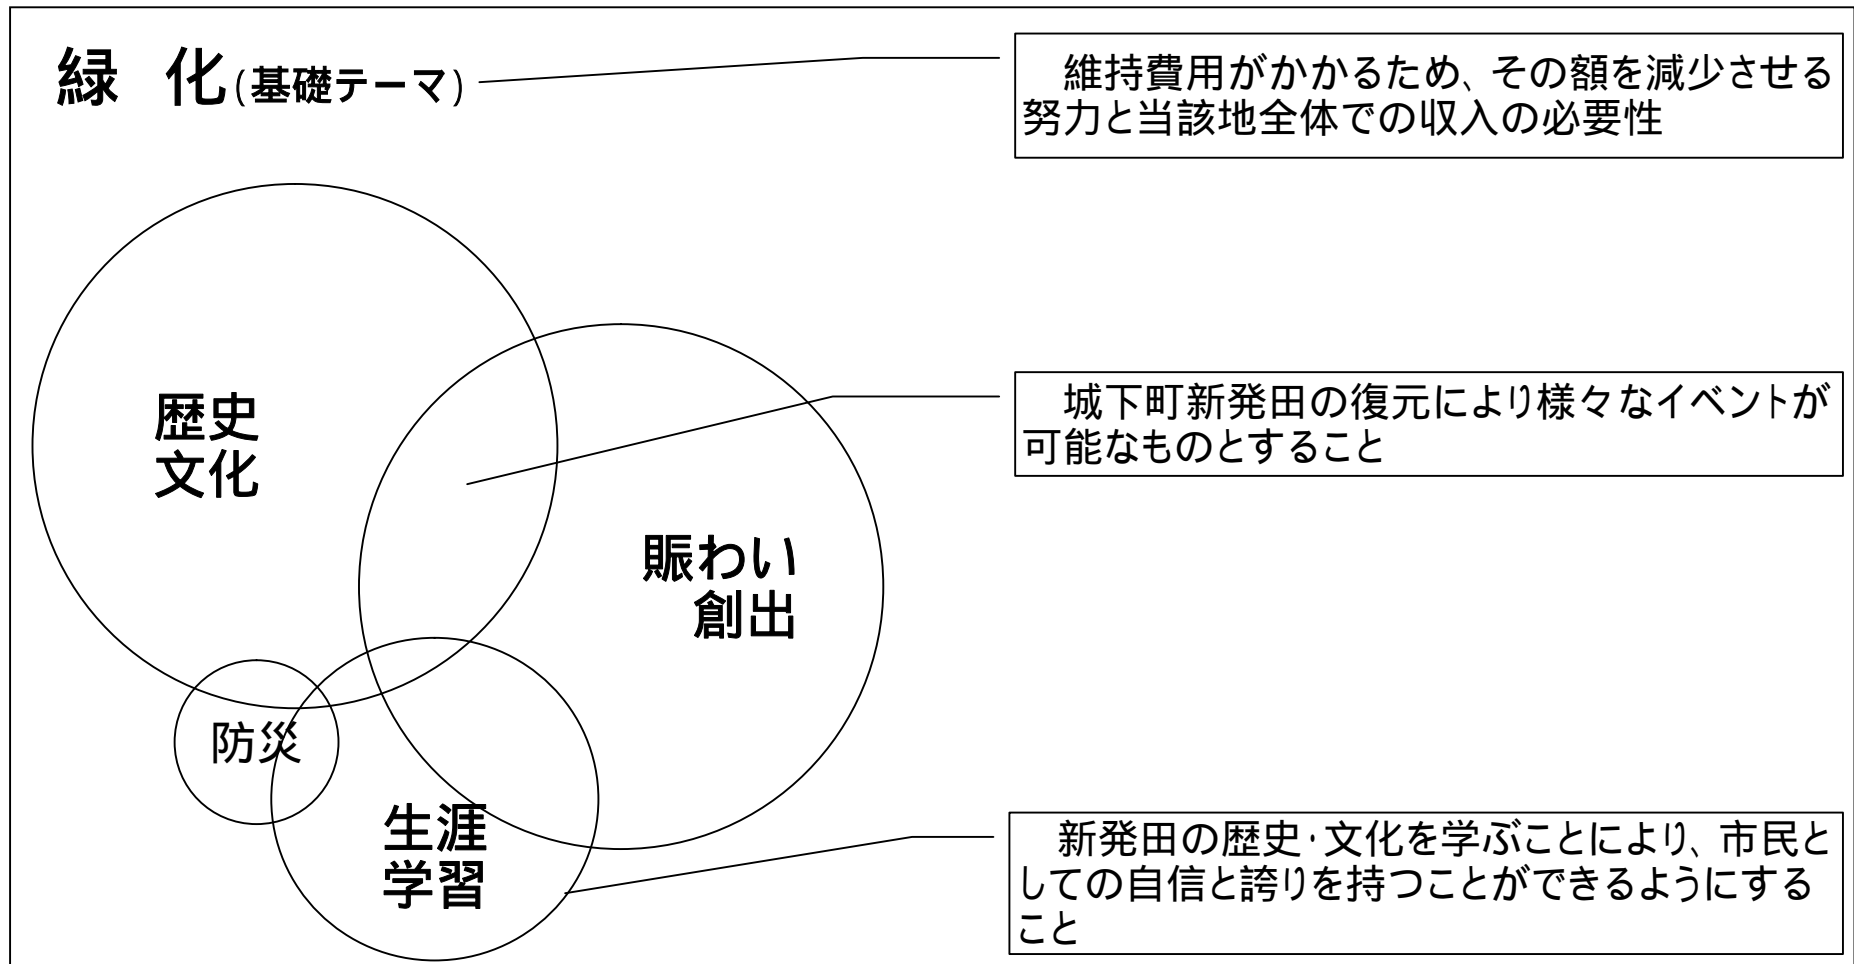 緑 化(基礎テーマ)
維持費用がかかるため、その額を減少させる
努力と当該地全体での収入の必要性
歴史
文化
城下町新発田の復元により様々なイベントが
可能なものとすること
賑わい
創出
防災
生涯
学習
新発田の歴史・文化を学ぶことにより、市民と
しての自信と誇りを持つことができるようにする
こと